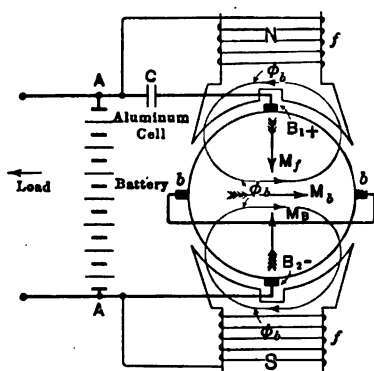 N
f
A
C
ϕb
Aluminum
Cell
B1+
Mf
Load
Battery
b
ϕb
Mb
b
MB
B2-
A
ϕb
f
S